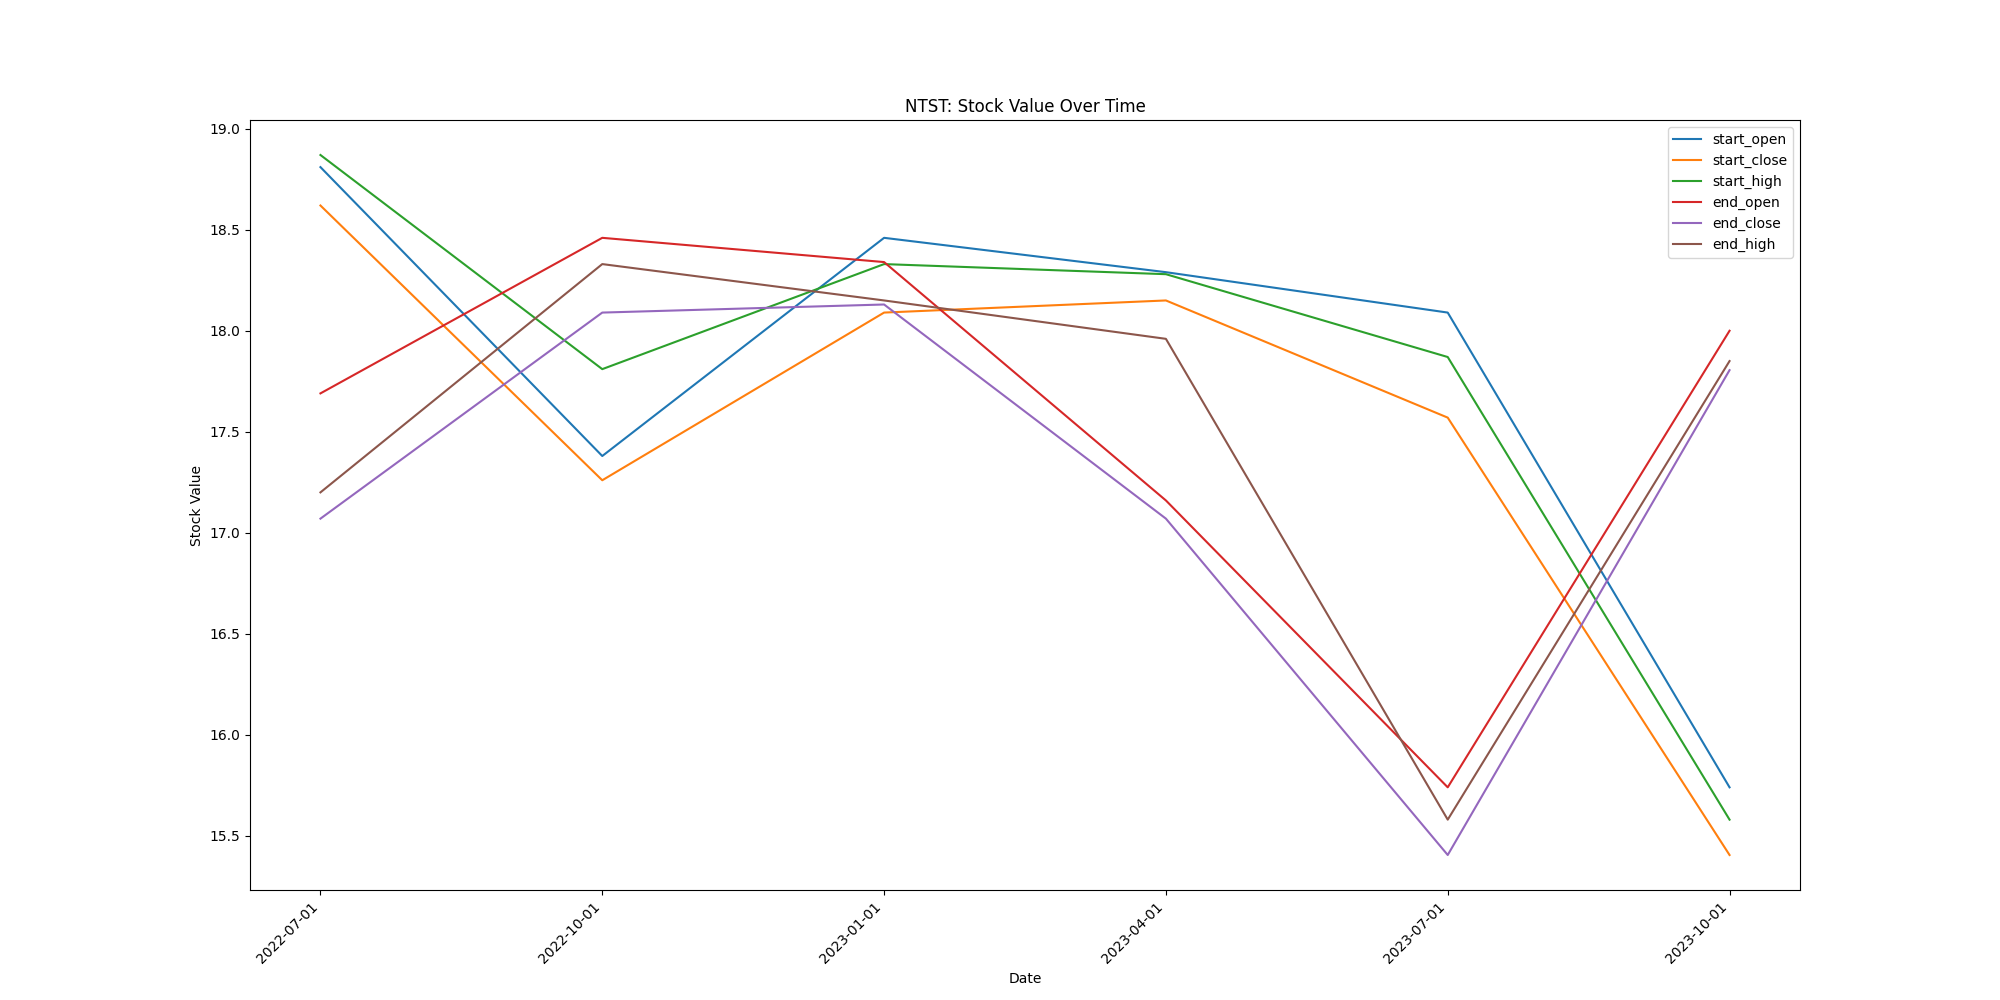 NTST: Stock Value Over Time
19.0
18.5
18.0
17.5
17.0
16.5
16.0
15.5
Stock Value
start_open
start_close
start_high
end_open
end_close
end_high
2022-07-01
2022-10-01
2023-01-01
2023-04-01
2023-07-01
2023-10-01
Date